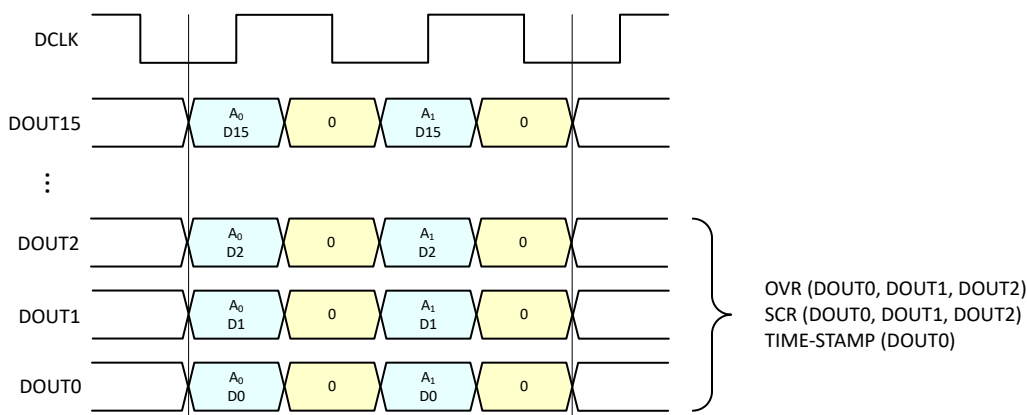 DCLK
DOUT15
A₀ D15
0
A₁ D15
0
⋮
DOUT2
A₀ D2
0
A₁ D2
0
DOUT1
A₀ D1
0
A₁ D1
0
DOUT0
A₀ D0
0
A₁ D0
0
OVR (DOUT0, DOUT1, DOUT2)
SCR (DOUT0, DOUT1, DOUT2)
TIME-STAMP (DOUT0)